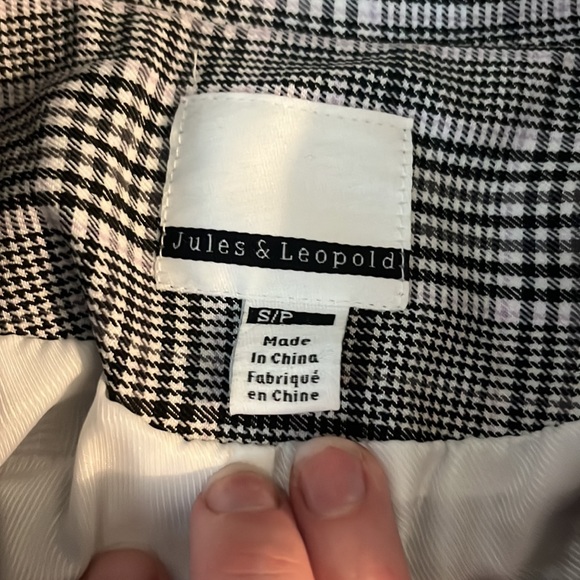 Jules & Leopold
S/P
Made
In China
Fabriqué
en Chine